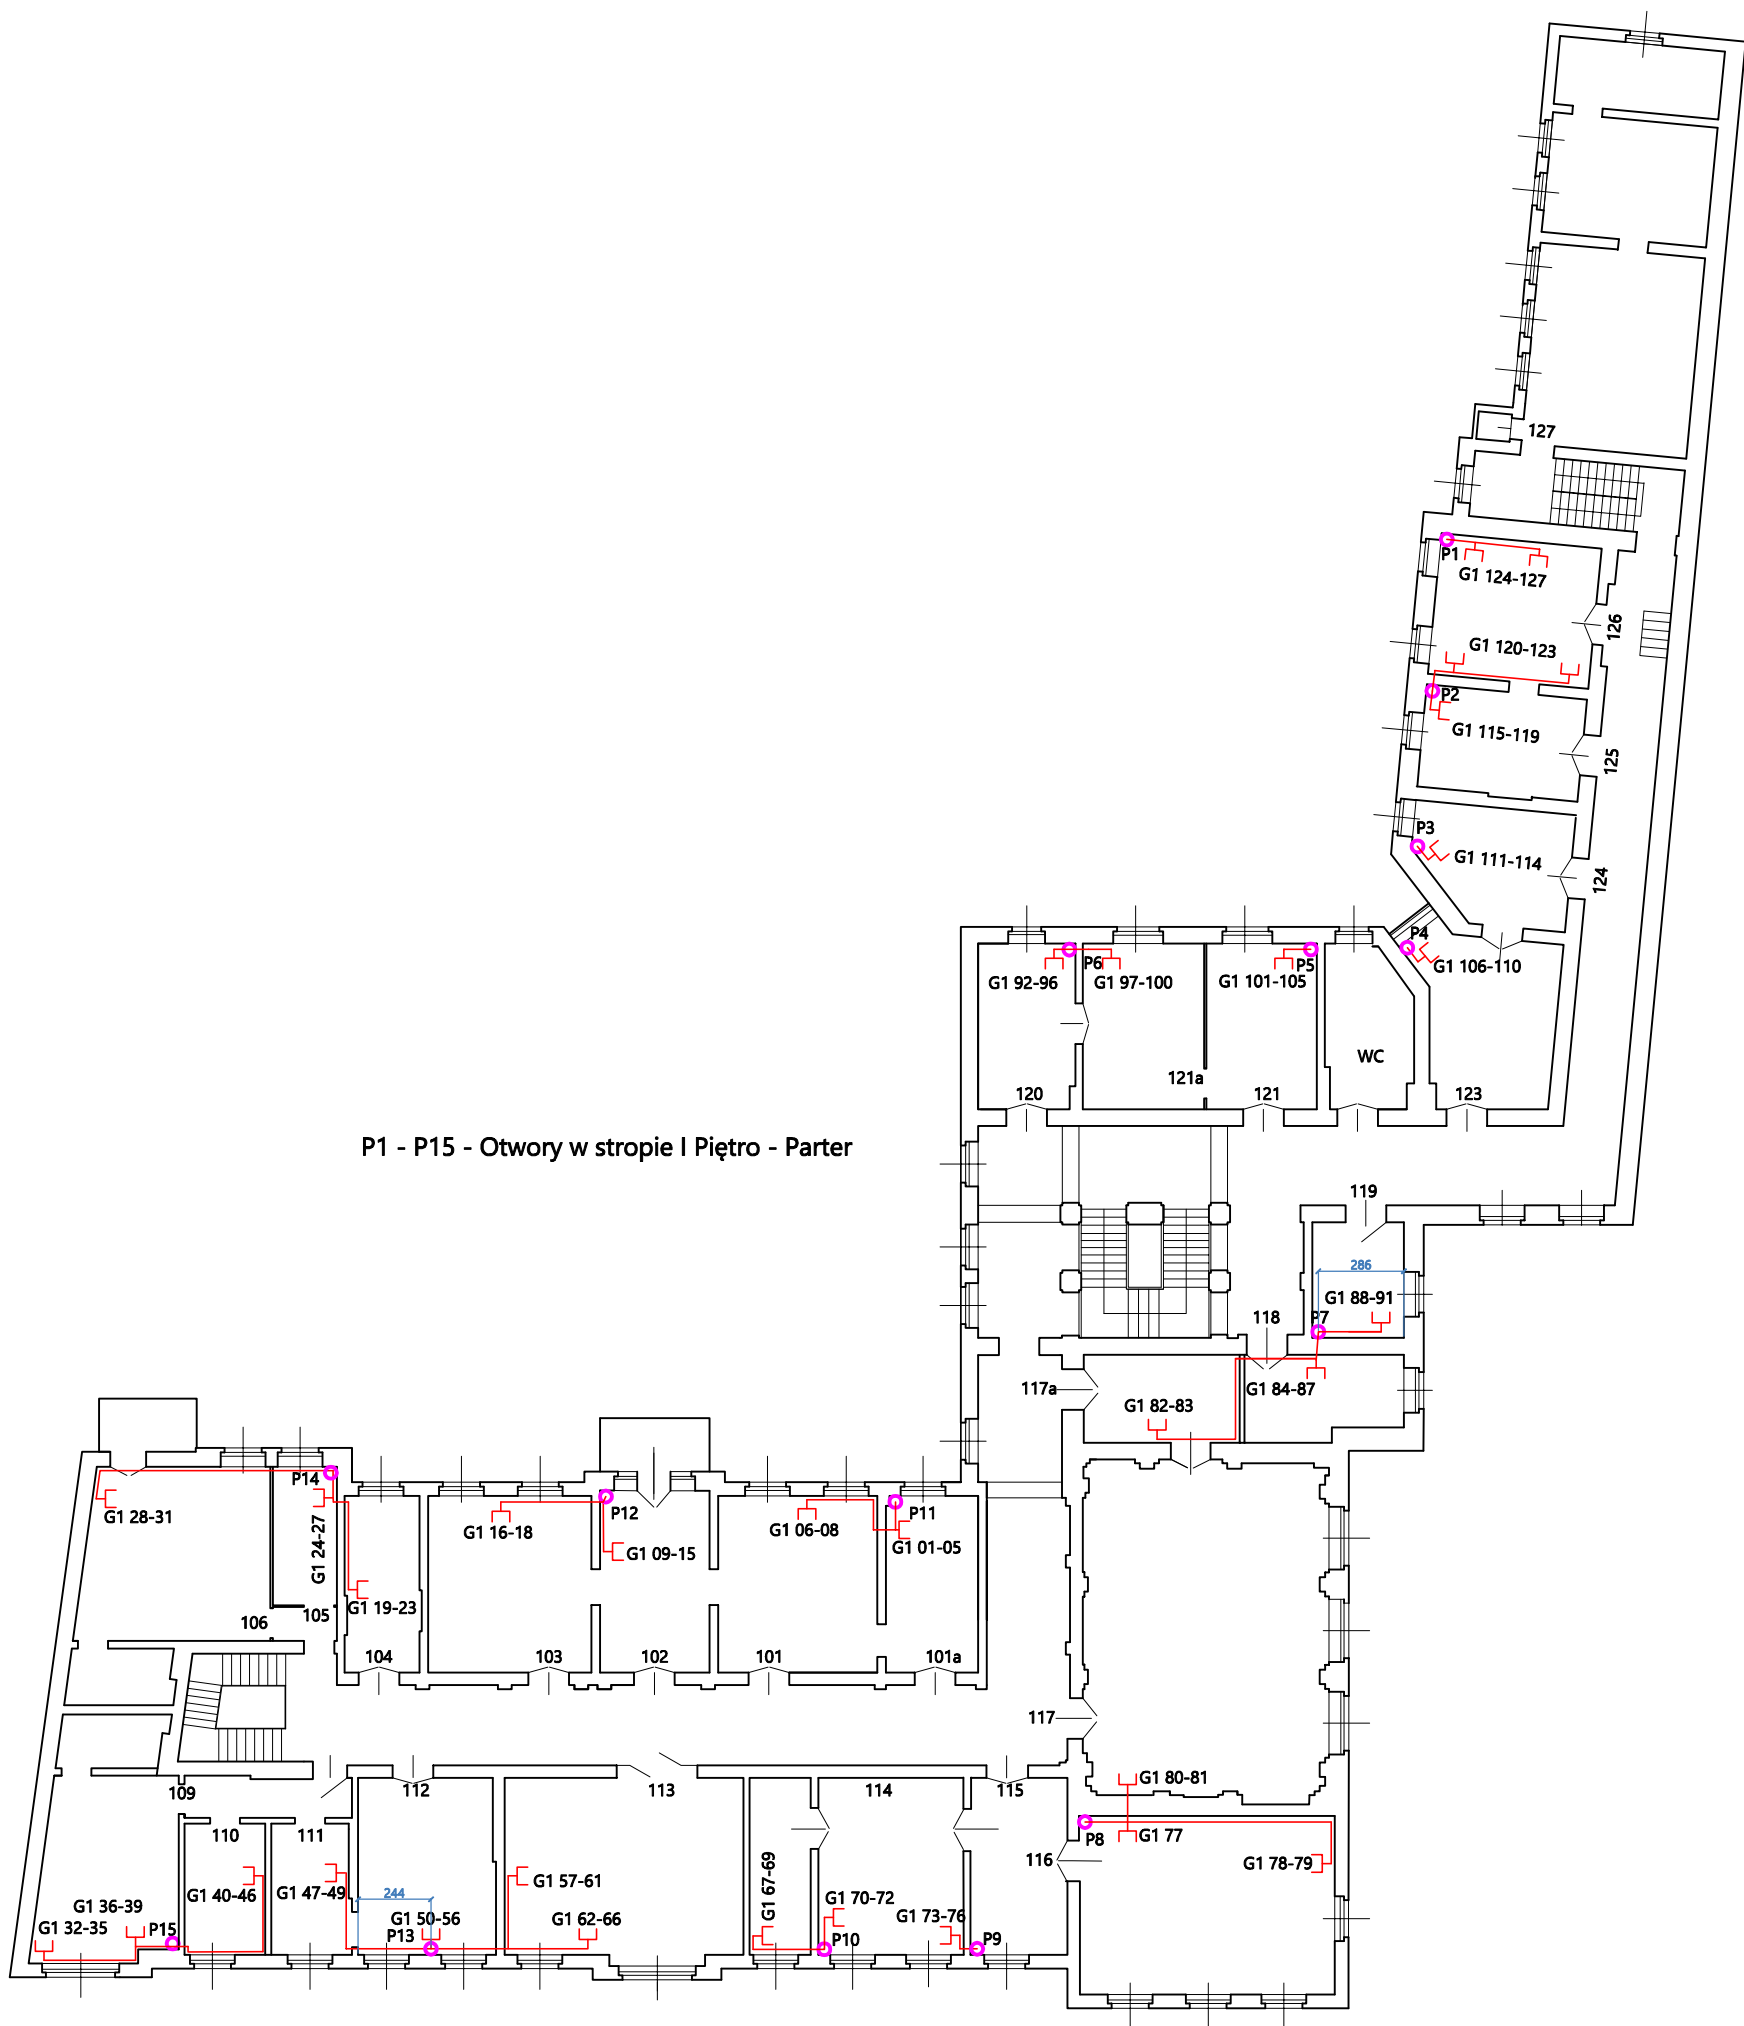 127
P1
G1 124-127
126
G1 120-123
P2
G1 115-119
125
P3
G1 111-114
124
P4
G1 106-110
P6
P5
G1 92-96
G1 97-100
G1 101-105
WC
121a
120
121
123
P1 - P15 - Otwory w stropie I Piętro - Parter
119
286
G1 88-91
P7
118
117a
G1 84-87
G1 82-83
P14
G1 28-31
G1 24-27
G1 16-18
P12
G1 06-08
P11
G1 09-15
G1 01-05
G1 19-23
106
105
104
103
102
101
101a
117
G1 80-81
109
112
113
114
115
P8
G1 77
110
111
116
G1 78-79
G1 57-61
G1 67-69
G1 40-46
G1 47-49
244
G1 36-39
G1 70-72
G1 32-35
P15
G1 50-56
G1 62-66
G1 73-76
P13
P10
P9